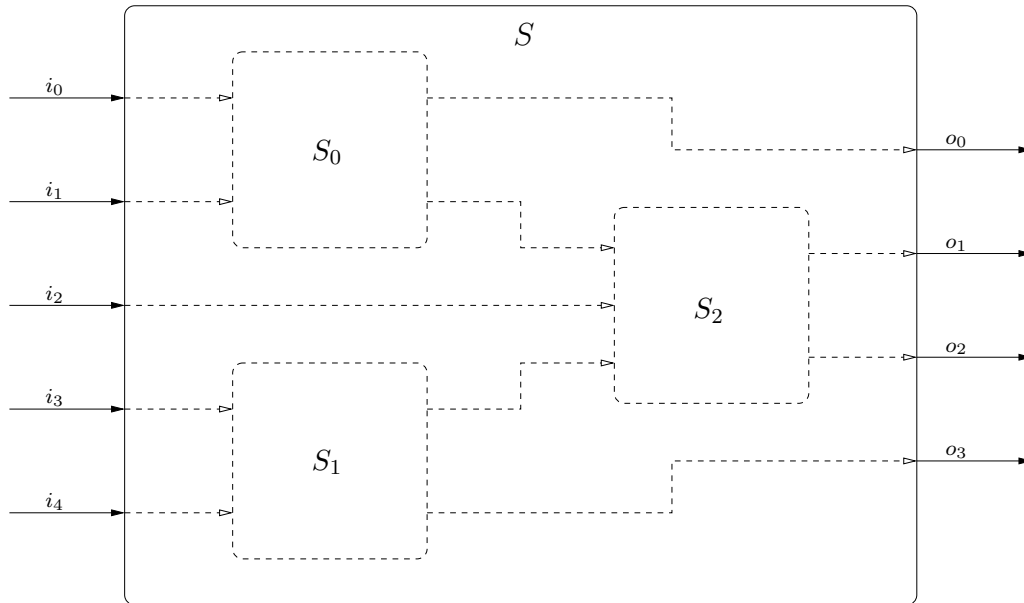 S
i₀
o₀
S₀
i₁
o₁
i₂
S₂
o₂
i₃
o₃
S₁
i₄